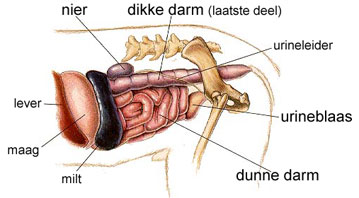 nier
dikke darm (laatste deel)
urineleider
lever
urineblaas
maag
milt
dunne darm